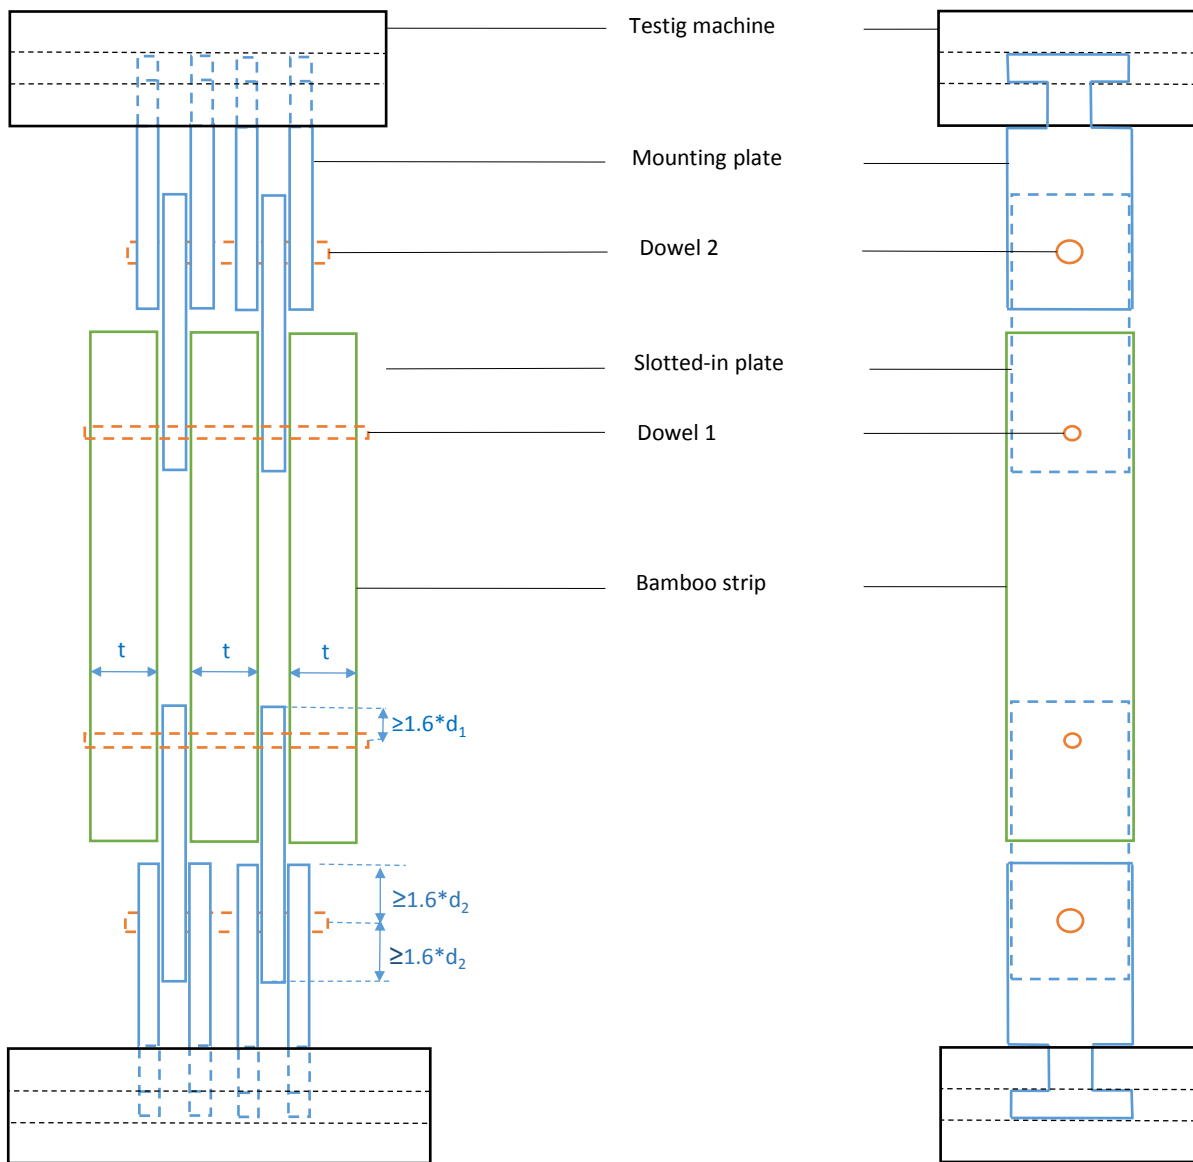 Testig machine
Mounting plate
Dowel 2
Slotted-in plate
Dowel 1
Bamboo strip
t t t
≥1.6*d₁
≥1.6*d₂
≥1.6*d₂